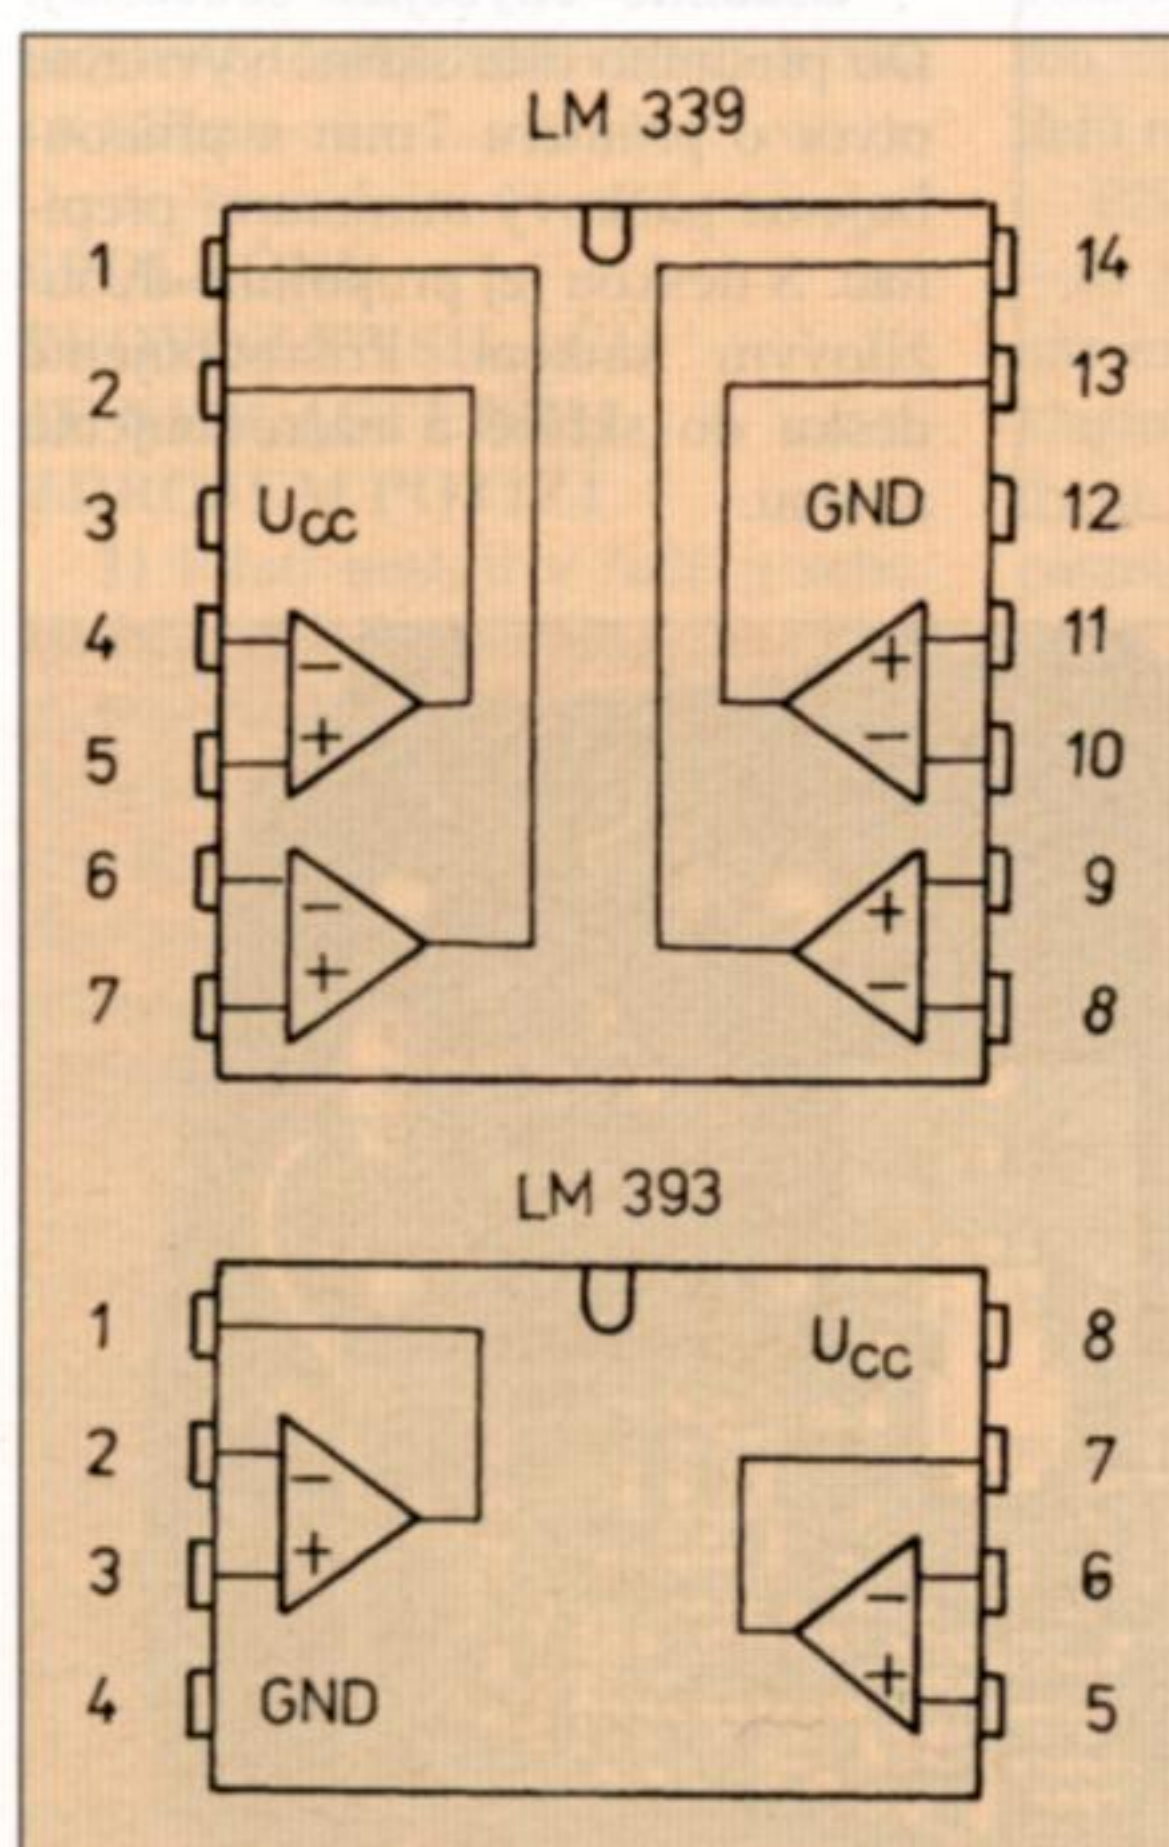 LM 339
1 14
2 13
3 UCC GND 12
4 − + 11
5 + − 10
6 − + 9
7 + − 8
LM 393
1 UCC 8
2 − 7
3 + − 6
4 GND + 5